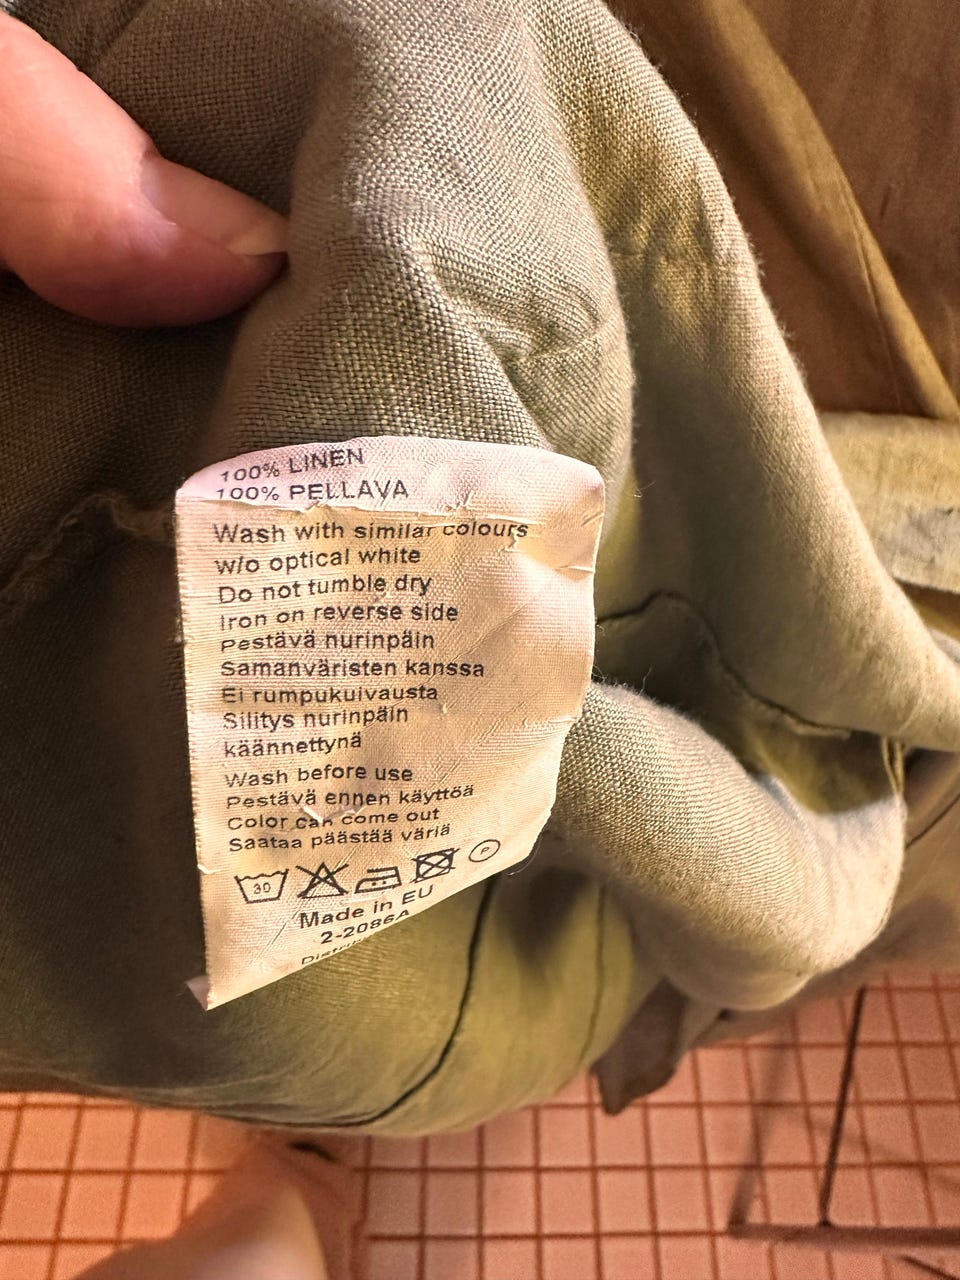 100% LINEN
100% PELLAVA
Wash with similar colours
w/o optical white
Do not tumble dry
Iron on reverse side
Pestävä nurinpäin
Samanväristen kanssa
Ei rumpukuivausta
Silitys nurinpäin
käännettynä
Wash before use
Pestävä ennen käyttöä
Color can come out
Saataa päästää väriä
30 P
Made in EU
2-2086A